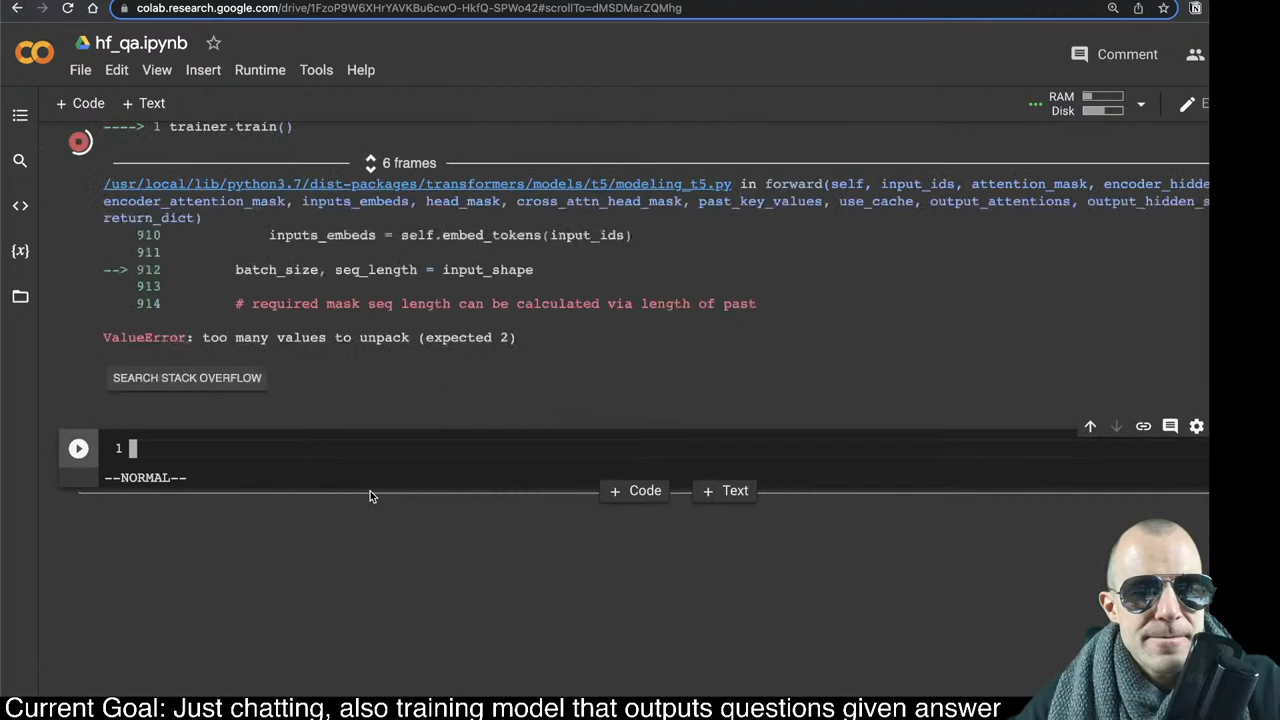 colab.research.google.com/drive/1FzoP9W6XHrYAVKBu6cwO-HkfQ-SPWo42#scrollTo=dMSDMarZQMhg
hf_qa.ipynb
File Edit View Insert Runtime Tools Help
Comment
+ Code + Text
RAM
Disk
E
----> 1 trainer.train()
6 frames
/usr/local/lib/python3.7/dist-packages/transformers/models/t5/modeling_t5.py in forward(self, input_ids, attention_mask, encoder_hidde
encoder_attention_mask, inputs_embeds, head_mask, cross_attn_head_mask, past_key_values, use_cache, output_attentions, output_hidden_s
return_dict)
910 inputs_embeds = self.embed_tokens(input_ids)
911
--> 912 batch_size, seq_length = input_shape
913
914 # required mask seq length can be calculated via length of past
ValueError: too many values to unpack (expected 2)
SEARCH STACK OVERFLOW
1
--NORMAL--
+ Code + Text
Current Goal: Just chatting, also training model that outputs questions given answer